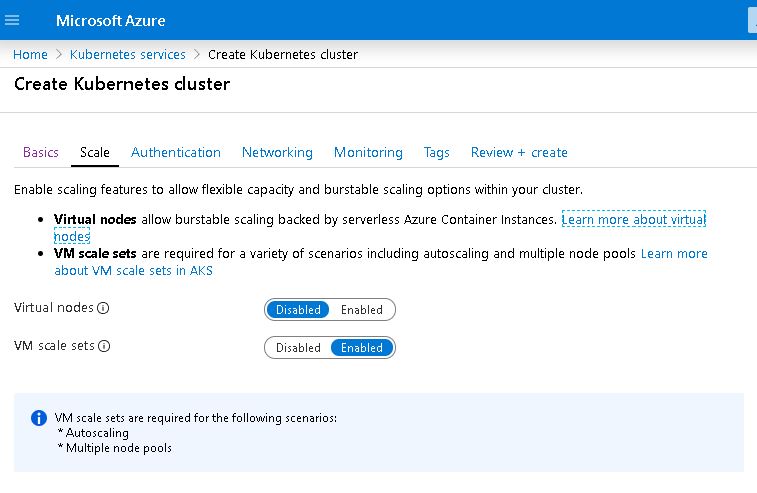 Microsoft Azure
Home > Kubernetes services > Create Kubernetes cluster
Create Kubernetes cluster
Basics Scale Authentication Networking Monitoring Tags Review + create
Enable scaling features to allow flexible capacity and burstable scaling options within your cluster.
• Virtual nodes allow burstable scaling backed by serverless Azure Container Instances. Learn more about virtual
nodes
• VM scale sets are required for a variety of scenarios including autoscaling and multiple node pools Learn more
about VM scale sets in AKS
Virtual nodes Disabled Enabled
VM scale sets Disabled Enabled
VM scale sets are required for the following scenarios:
* Autoscaling
* Multiple node pools